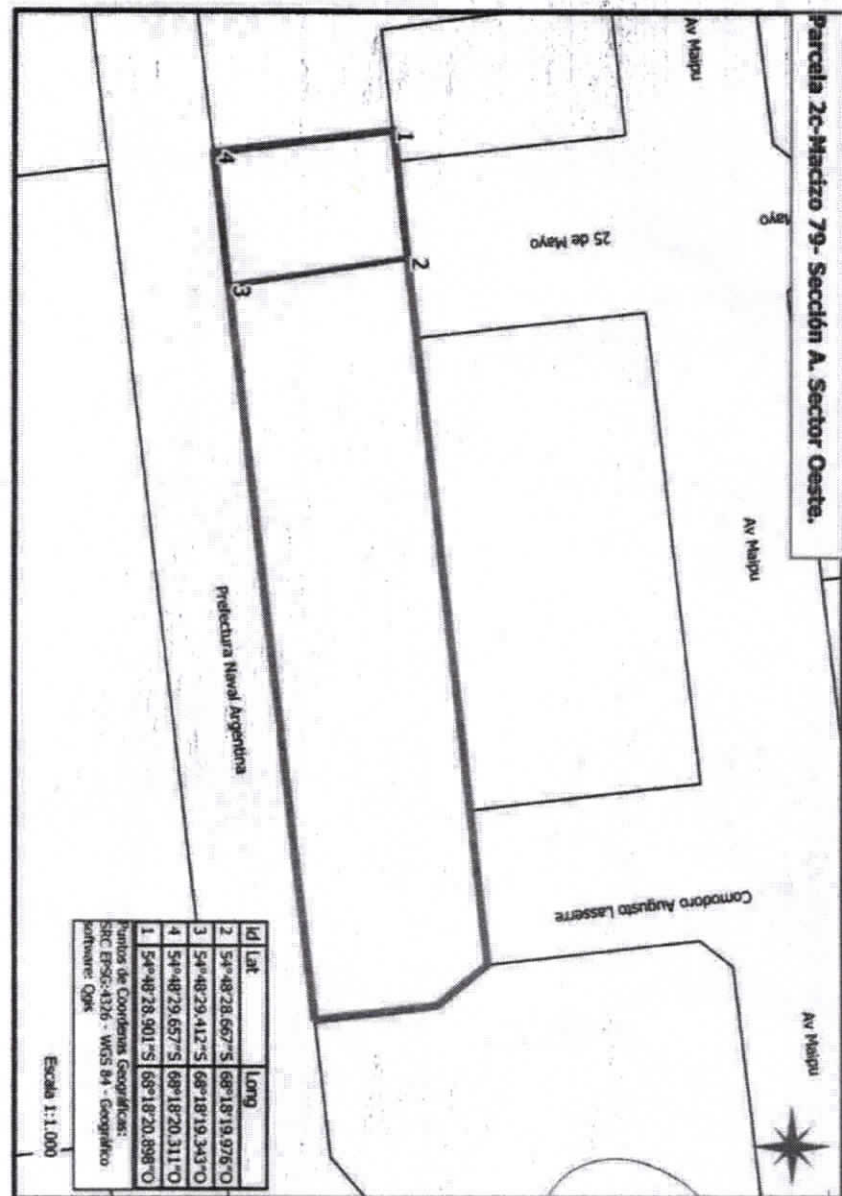 Parcela 2c-Macizo 79- Sección A. Sector Oeste.
Av Maipu
Mayo
25 de Mayo
Av Maipu
Comodoro Augusto Lasserre
Av Maipu
1
2
3
4
Prefectura Naval Argentina
Id Lat Long
2 54°48'28.667"S 68°18'19.976"O
3 54°48'29.412"S 68°18'19.343"O
4 54°48'29.657"S 68°18'20.311"O
1 54°48'28.901"S 68°18'20.898"O
Puntos de Coordenas Geográficas:
SRC EPSG:4326 - WGS 84 - Geográfico
software: Qgis
Escala 1:1.000